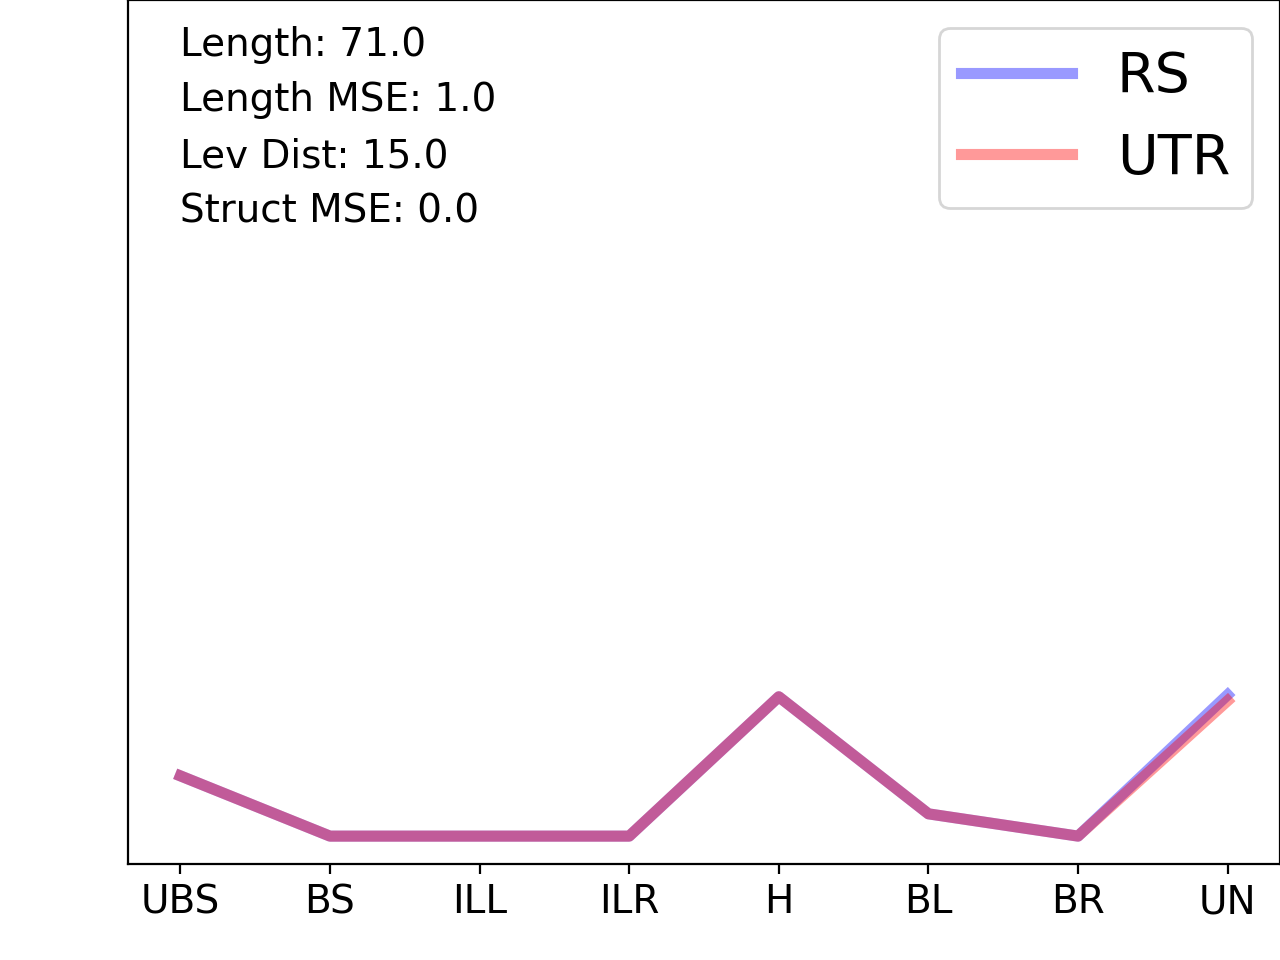 Length: 71.0
Length MSE: 1.0
Lev Dist: 15.0
Struct MSE: 0.0
RS
UTR
UBS BS ILL ILR H BL BR UN